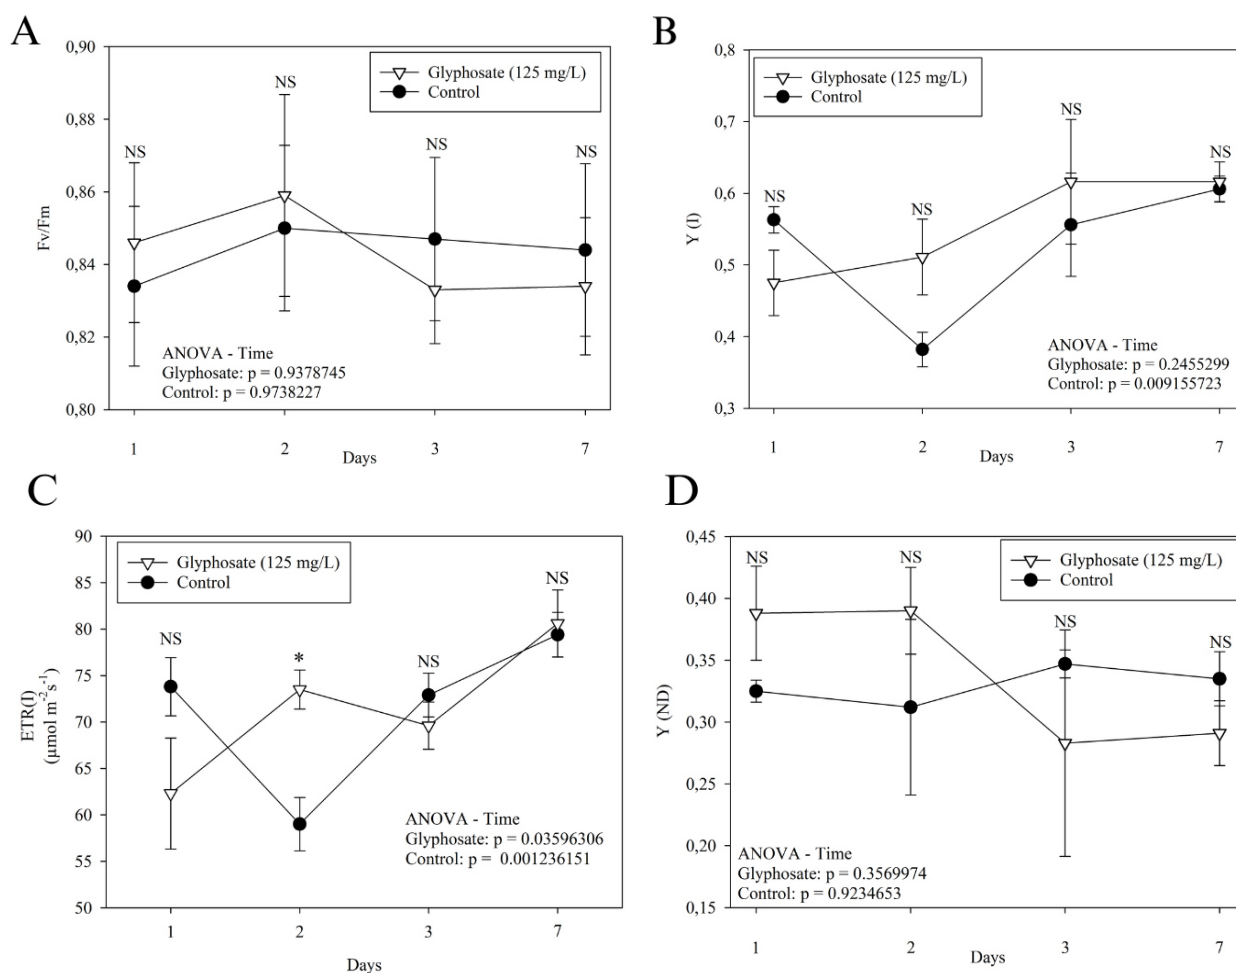 A
0,90
0,88
0,86
0,84
0,82
0,80
Fv/Fm
Glyphosate (125 mg/L)
Control
NS
NS
NS
NS
ANOVA - Time
Glyphosate: p = 0.9378745
Control: p = 0.9738227
1
2
3
7
Days
B
0,8
0,7
0,6
0,5
0,4
0,3
Y (I)
Glyphosate (125 mg/L)
Control
NS
NS
NS
NS
ANOVA - Time
Glyphosate: p = 0.2455299
Control: p = 0.009155723
1
2
3
7
Days
C
90
85
80
75
70
65
60
55
50
ETR(I)
(µmol m⁻²s⁻¹)
Glyphosate (125 mg/L)
Control
NS
*
NS
NS
ANOVA - Time
Glyphosate: p = 0.03596306
Control: p =  0.001236151
1
2
3
7
Days
D
0,45
0,40
0,35
0,30
0,25
0,20
0,15
Y (ND)
Glyphosate (125 mg/L)
Control
NS
NS
NS
NS
ANOVA - Time
Glyphosate: p = 0.3569974
Control: p = 0.9234653
1
2
3
7
Days